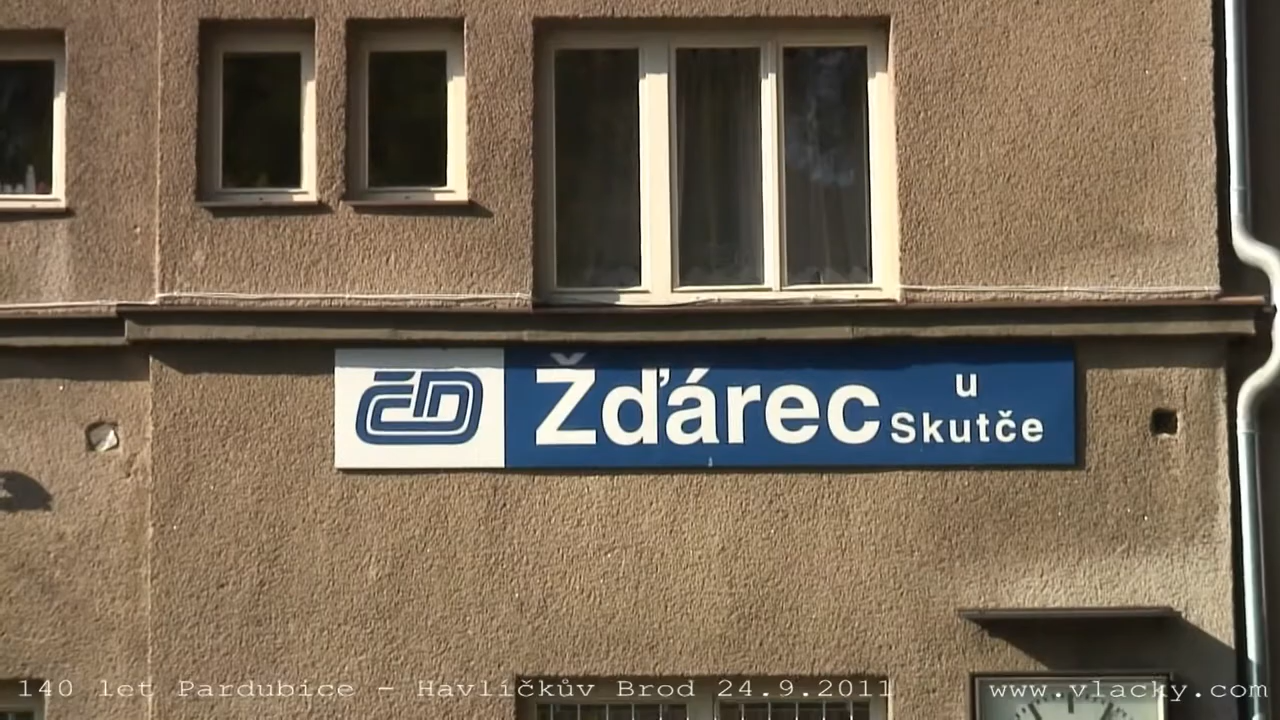 ČD
Žďárec u
Skutče
140 let Pardubice - Havlíčkův Brod 24.9.2011
www.vlacky.com